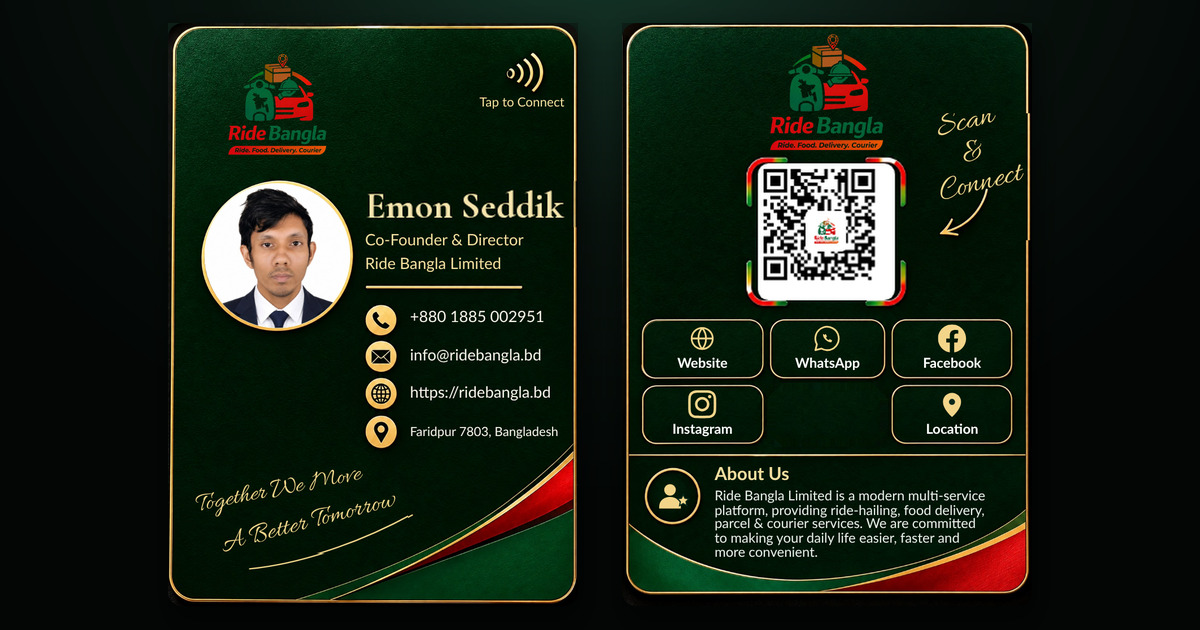 Ride Bangla
Ride. Food. Delivery. Courier
Tap to Connect
Emon Seddik
Co-Founder & Director
Ride Bangla Limited
+880 1885 002951
info@ridebangla.bd
https://ridebangla.bd
Faridpur 7803, Bangladesh
Together We Move
A Better Tomorrow
Ride Bangla
Ride. Food. Delivery. Courier
Scan
&
Connect
Ride Bangla
Website
WhatsApp
Facebook
Instagram
Location
About Us
Ride Bangla Limited is a modern multi-service
platform, providing ride-hailing, food delivery,
parcel & courier services. We are committed
to making your daily life easier, faster and
more convenient.